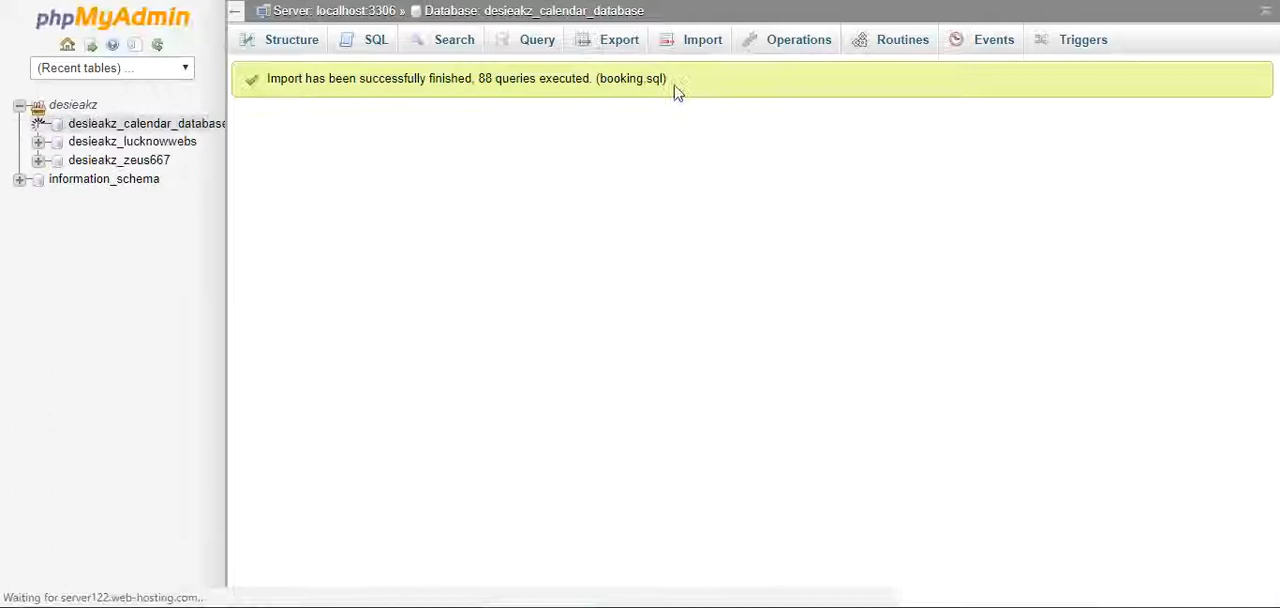 phpMyAdmin
Server: localhost:3306 » Database: desieakz_calendar_database
Structure SQL Search Query Export Import Operations Routines Events Triggers
(Recent tables) ...
Import has been successfully finished, 88 queries executed. (booking.sql)
desieakz
desieakz_calendar_database
desieakz_lucknowwebs
desieakz_zeus667
information_schema
Waiting for server122.web-hosting.com...